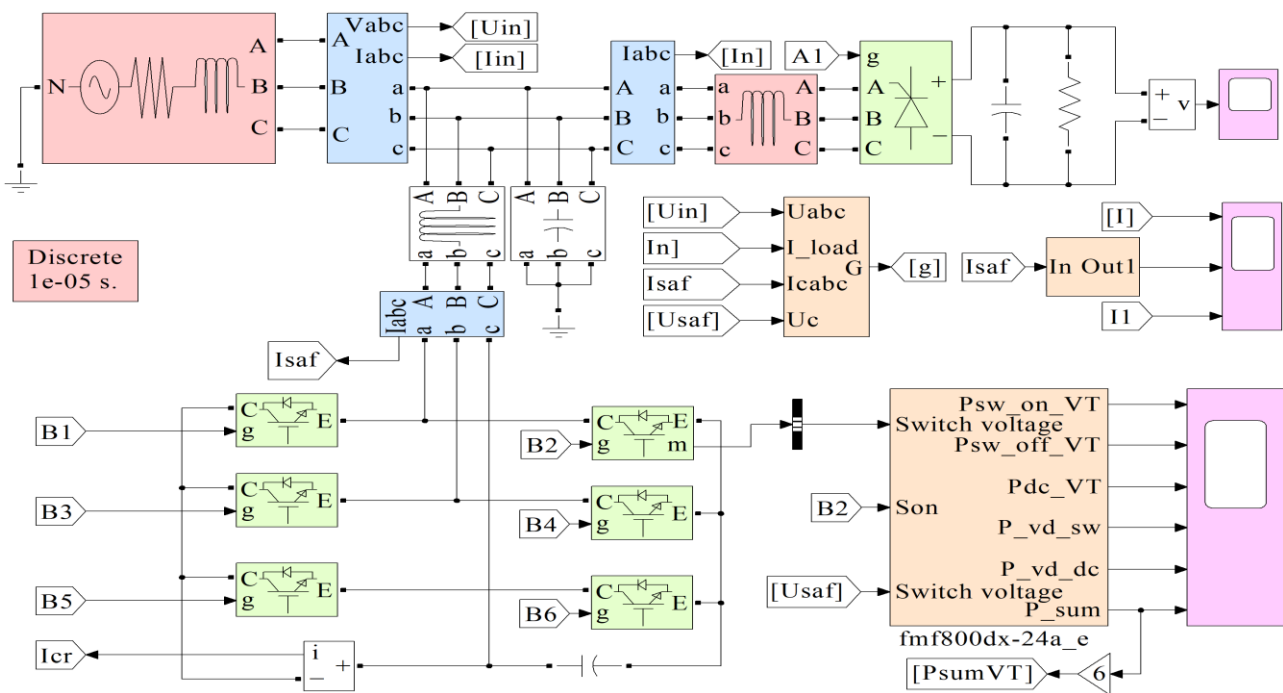 Vabc [Uin]
A A Iabc [Iin] Iabc [In] A1 g
N B B a A a a A A + + v
b B b b B B −
C C c C c c C C −
A B C A B C
a b c a b c
[Uin] Uabc
In] I_load G [g]
Isaf Icabc
[Usaf] Uc
[I]
Isaf In Out1
I1
Discrete
1e-05 s.
Iabc A B C
a b c
Isaf
B1 C g E
B2 C g E m
B3 C g E
B4 C g E
B5 C g E
B6 C g E
Icr i + −
Switch voltage Psw_on_VT
Psw_off_VT
Pdc_VT
B2 Son
P_vd_sw
P_vd_dc
[Usaf] Switch voltage
P_sum
fmf800dx-24a_e
[PsumVT] 6